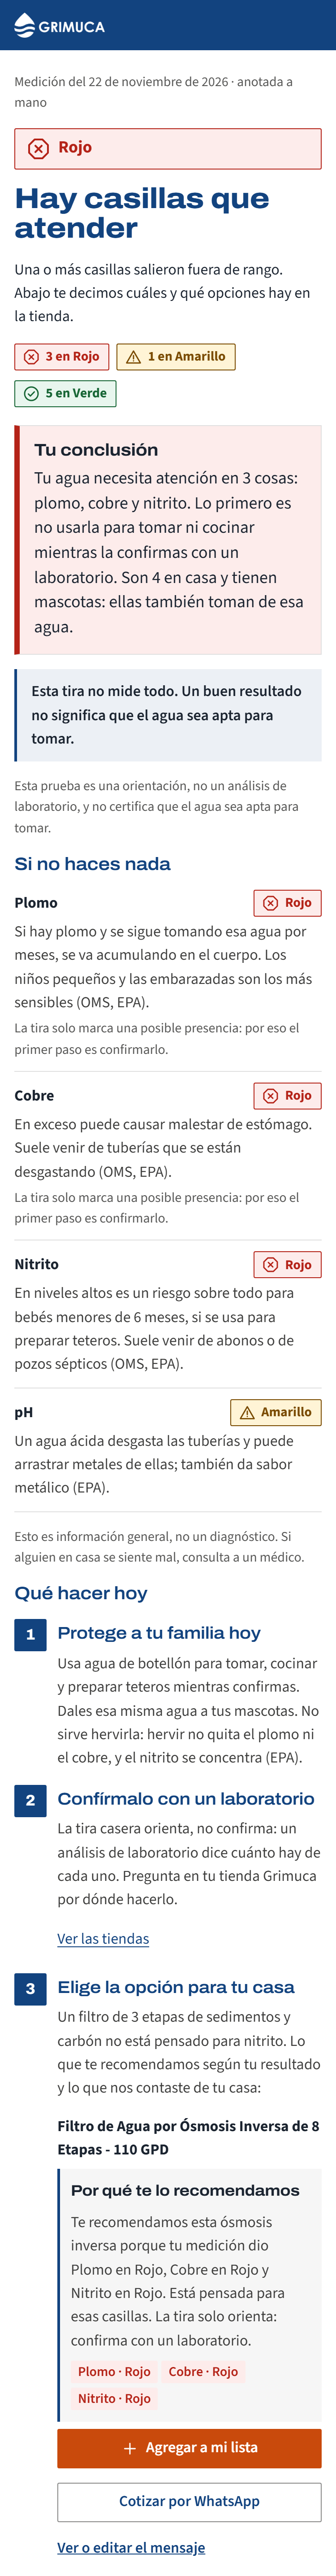 GRIMUCA
Medición del 22 de noviembre de 2026 · anotada a
mano
Rojo
Hay casillas que
atender
Una o más casillas salieron fuera de rango.
Abajo te decimos cuáles y qué opciones hay en
la tienda.
3 en Rojo
1 en Amarillo
5 en Verde
Tu conclusión
Tu agua necesita atención en 3 cosas:
plomo, cobre y nitrito. Lo primero es
no usarla para tomar ni cocinar
mientras la confirmas con un
laboratorio. Son 4 en casa y tienen
mascotas: ellas también toman de esa
agua.
Esta tira no mide todo. Un buen resultado
no significa que el agua sea apta para
tomar.
Esta prueba es una orientación, no un análisis de
laboratorio, y no certifica que el agua sea apta para
tomar.
Si no haces nada
Plomo
Rojo
Si hay plomo y se sigue tomando esa agua por
meses, se va acumulando en el cuerpo. Los
niños pequeños y las embarazadas son los más
sensibles (OMS, EPA).
La tira solo marca una posible presencia: por eso el
primer paso es confirmarlo.
Cobre
Rojo
En exceso puede causar malestar de estómago.
Suele venir de tuberías que se están
desgastando (OMS, EPA).
La tira solo marca una posible presencia: por eso el
primer paso es confirmarlo.
Nitrito
Rojo
En niveles altos es un riesgo sobre todo para
bebés menores de 6 meses, si se usa para
preparar teteros. Suele venir de abonos o de
pozos sépticos (OMS, EPA).
pH
Amarillo
Un agua ácida desgasta las tuberías y puede
arrastrar metales de ellas; también da sabor
metálico (EPA).
Esto es información general, no un diagnóstico. Si
alguien en casa se siente mal, consulta a un médico.
Qué hacer hoy
1
Protege a tu familia hoy
Usa agua de botellón para tomar, cocinar
y preparar teteros mientras confirmas.
Dales esa misma agua a tus mascotas. No
sirve hervirla: hervir no quita el plomo ni
el cobre, y el nitrito se concentra (EPA).
2
Confírmalo con un laboratorio
La tira casera orienta, no confirma: un
análisis de laboratorio dice cuánto hay de
cada uno. Pregunta en tu tienda Grimuca
por dónde hacerlo.
Ver las tiendas
3
Elige la opción para tu casa
Un filtro de 3 etapas de sedimentos y
carbón no está pensado para nitrito. Lo
que te recomendamos según tu resultado
y lo que nos contaste de tu casa:
Filtro de Agua por Ósmosis Inversa de 8
Etapas - 110 GPD
Por qué te lo recomendamos
Te recomendamos esta ósmosis
inversa porque tu medición dio
Plomo en Rojo, Cobre en Rojo y
Nitrito en Rojo. Está pensada para
esas casillas. La tira solo orienta:
confirma con un laboratorio.
Plomo · Rojo
Cobre · Rojo
Nitrito · Rojo
+ Agregar a mi lista
Cotizar por WhatsApp
Ver o editar el mensaje